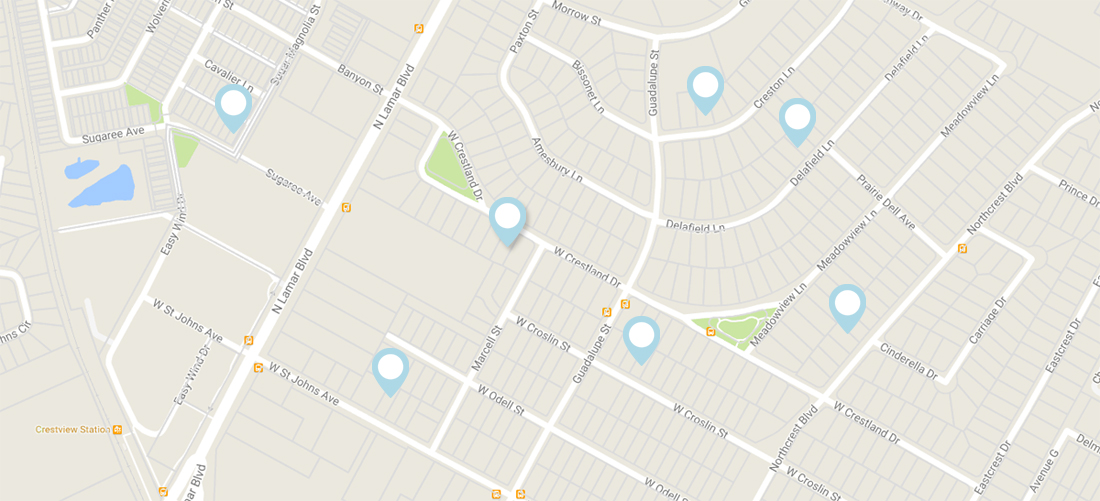 Morrow St
Paxton St
Guadalupe St
Creston Ln
Delafield Ln
Meadowview Ln
Bissonet Ln
Banyon St
N Lamar Blvd
Cavalier Ln
Sugaree Ave
W Crestland Dr
Amesbury Ln
Delafield Ln
Delafield Ln
Prairie Dell Ave
Northcrest Blvd
Sugaree Ave
Easy Wind Dr
W Crestland Dr
Meadowview Ln
N Lamar Blvd
W St Johns Ave
Meadowview Ln
Carriage Dr
Eastcrest Dr
W Croslin St
Marcell St
Guadalupe St
Cinderella Dr
Easy Wind Dr
W St Johns Ave
W Odell St
W Croslin St
W Crestland Dr
Crestview Station
Northcrest Blvd
Eastcrest Dr
Avenue G
W Croslin St
W Odell St